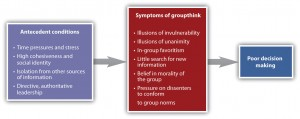 Antecedent conditions
• Time pressures and stress
• High cohesiveness and
social identity
• Isolation from other sources
of information
• Directive, authoritative
leadership
Symptoms of groupthink
• Illusions of invulnerability
• Illusions of unanimity
• In-group favoritism
• Little search for new
information
• Belief in morality of
the group
• Pressure on dissenters
to conform
to group norms
Poor decision
making